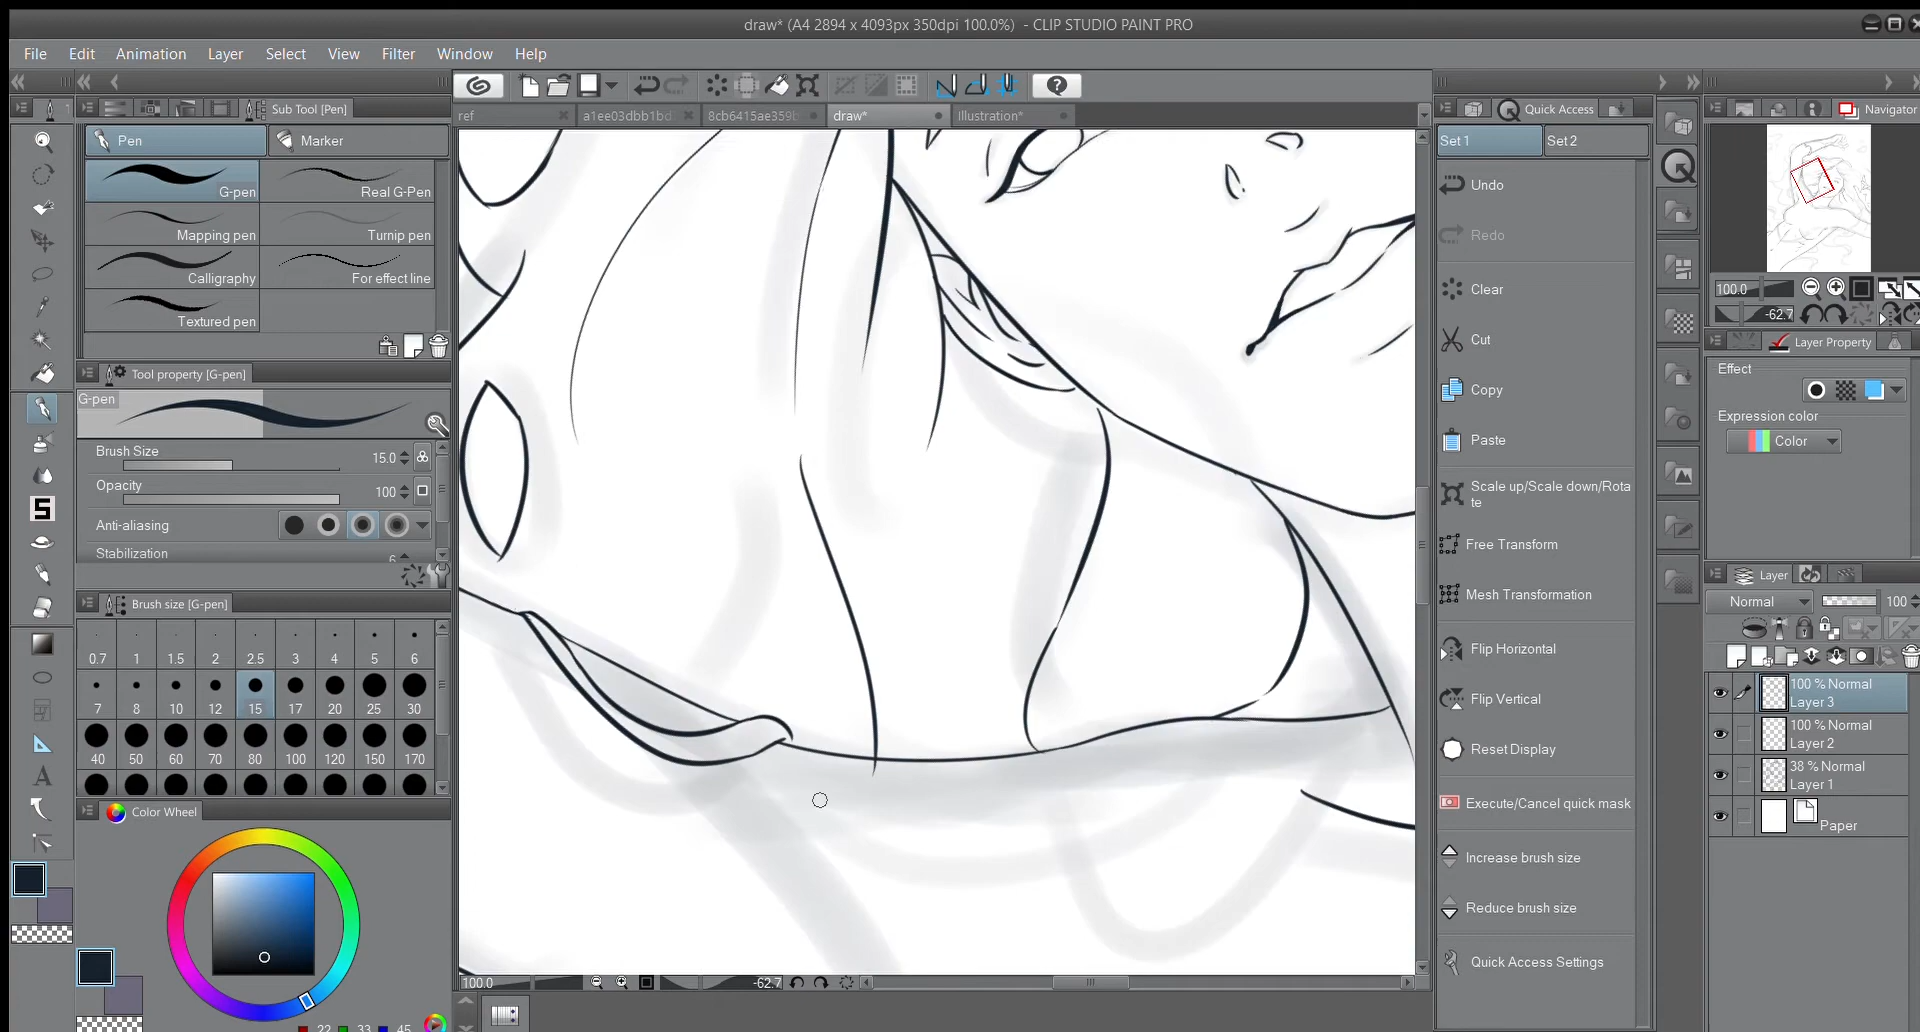 draw* (A4 2894 x 4093px 350dpi 100.0%) - CLIP STUDIO PAINT PRO
File Edit Animation Layer Select View Filter Window Help
Sub Tool [Pen]
Pen
Marker
G-pen
Real G-Pen
Mapping pen
Turnip pen
Calligraphy
For effect line
Textured pen
Tool property [G-pen]
G-pen
Brush Size
15.0
Opacity
100
Anti-aliasing
Stabilization
6
Brush size [G-pen]
0.7 1 1.5 2 2.5 3 4 5 6
7 8 10 12 15 17 20 25 30
40 50 60 70 80 100 120 150 170
Color Wheel
22 33 45
ref
a1ee03dbb1bd
8cb6415ae359b
draw*
Illustration*
100.0
-62.7
Quick Access
Set 1
Set 2
Undo
Redo
Clear
Cut
Copy
Paste
Scale up/Scale down/Rota
te
Free Transform
Mesh Transformation
Flip Horizontal
Flip Vertical
Reset Display
Execute/Cancel quick mask
Increase brush size
Reduce brush size
Quick Access Settings
Navigator
100.0
-62.7
Layer Property
Effect
Expression color
Color
Layer
Normal
100
100 % Normal
Layer 3
100 % Normal
Layer 2
38 % Normal
Layer 1
Paper